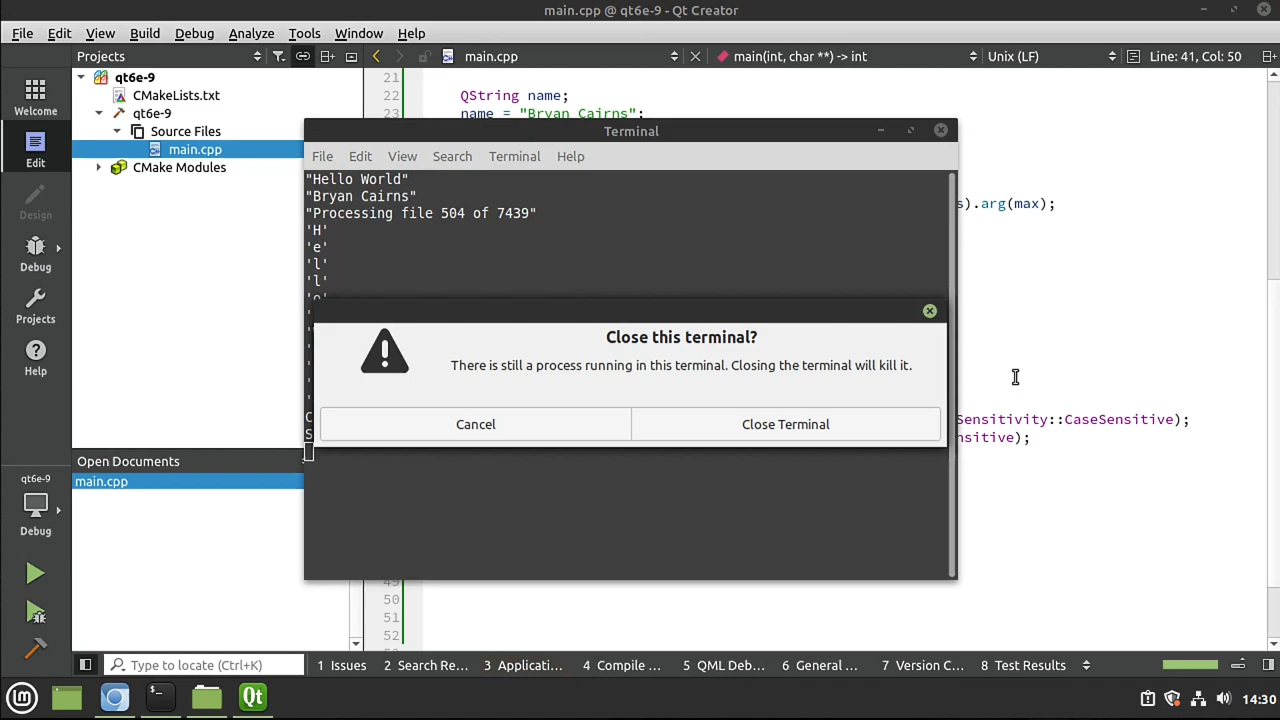 main.cpp @ qt6e-9 - Qt Creator
File Edit View Build Debug Analyze Tools Window Help
Projects main.cpp main(int, char **) -> int Unix (LF) Line: 41, Col: 50
Welcome
Edit
Design
Debug
Projects
Help
qt6e-9
Debug
qt6e-9
CMakeLists.txt
qt6e-9
Source Files
main.cpp
CMake Modules
Open Documents
main.cpp
21
22 QString name;
23 name = "Bryan Cairns";
s).arg(max);
Sensitivity::CaseSensitive);
nsitive);
49
50
51
52
Terminal
File Edit View Search Terminal Help
"Hello World"
"Bryan Cairns"
"Processing file 504 of 7439"
'H'
'e'
'l'
'l'
'o'
C
S
Close this terminal?
There is still a process running in this terminal. Closing the terminal will kill it.
Cancel Close Terminal
Type to locate (Ctrl+K) 1 Issues 2 Search Re... 3 Applicati... 4 Compile ... 5 QML Deb... 6 General ... 7 Version C... 8 Test Results
Qt
14:30